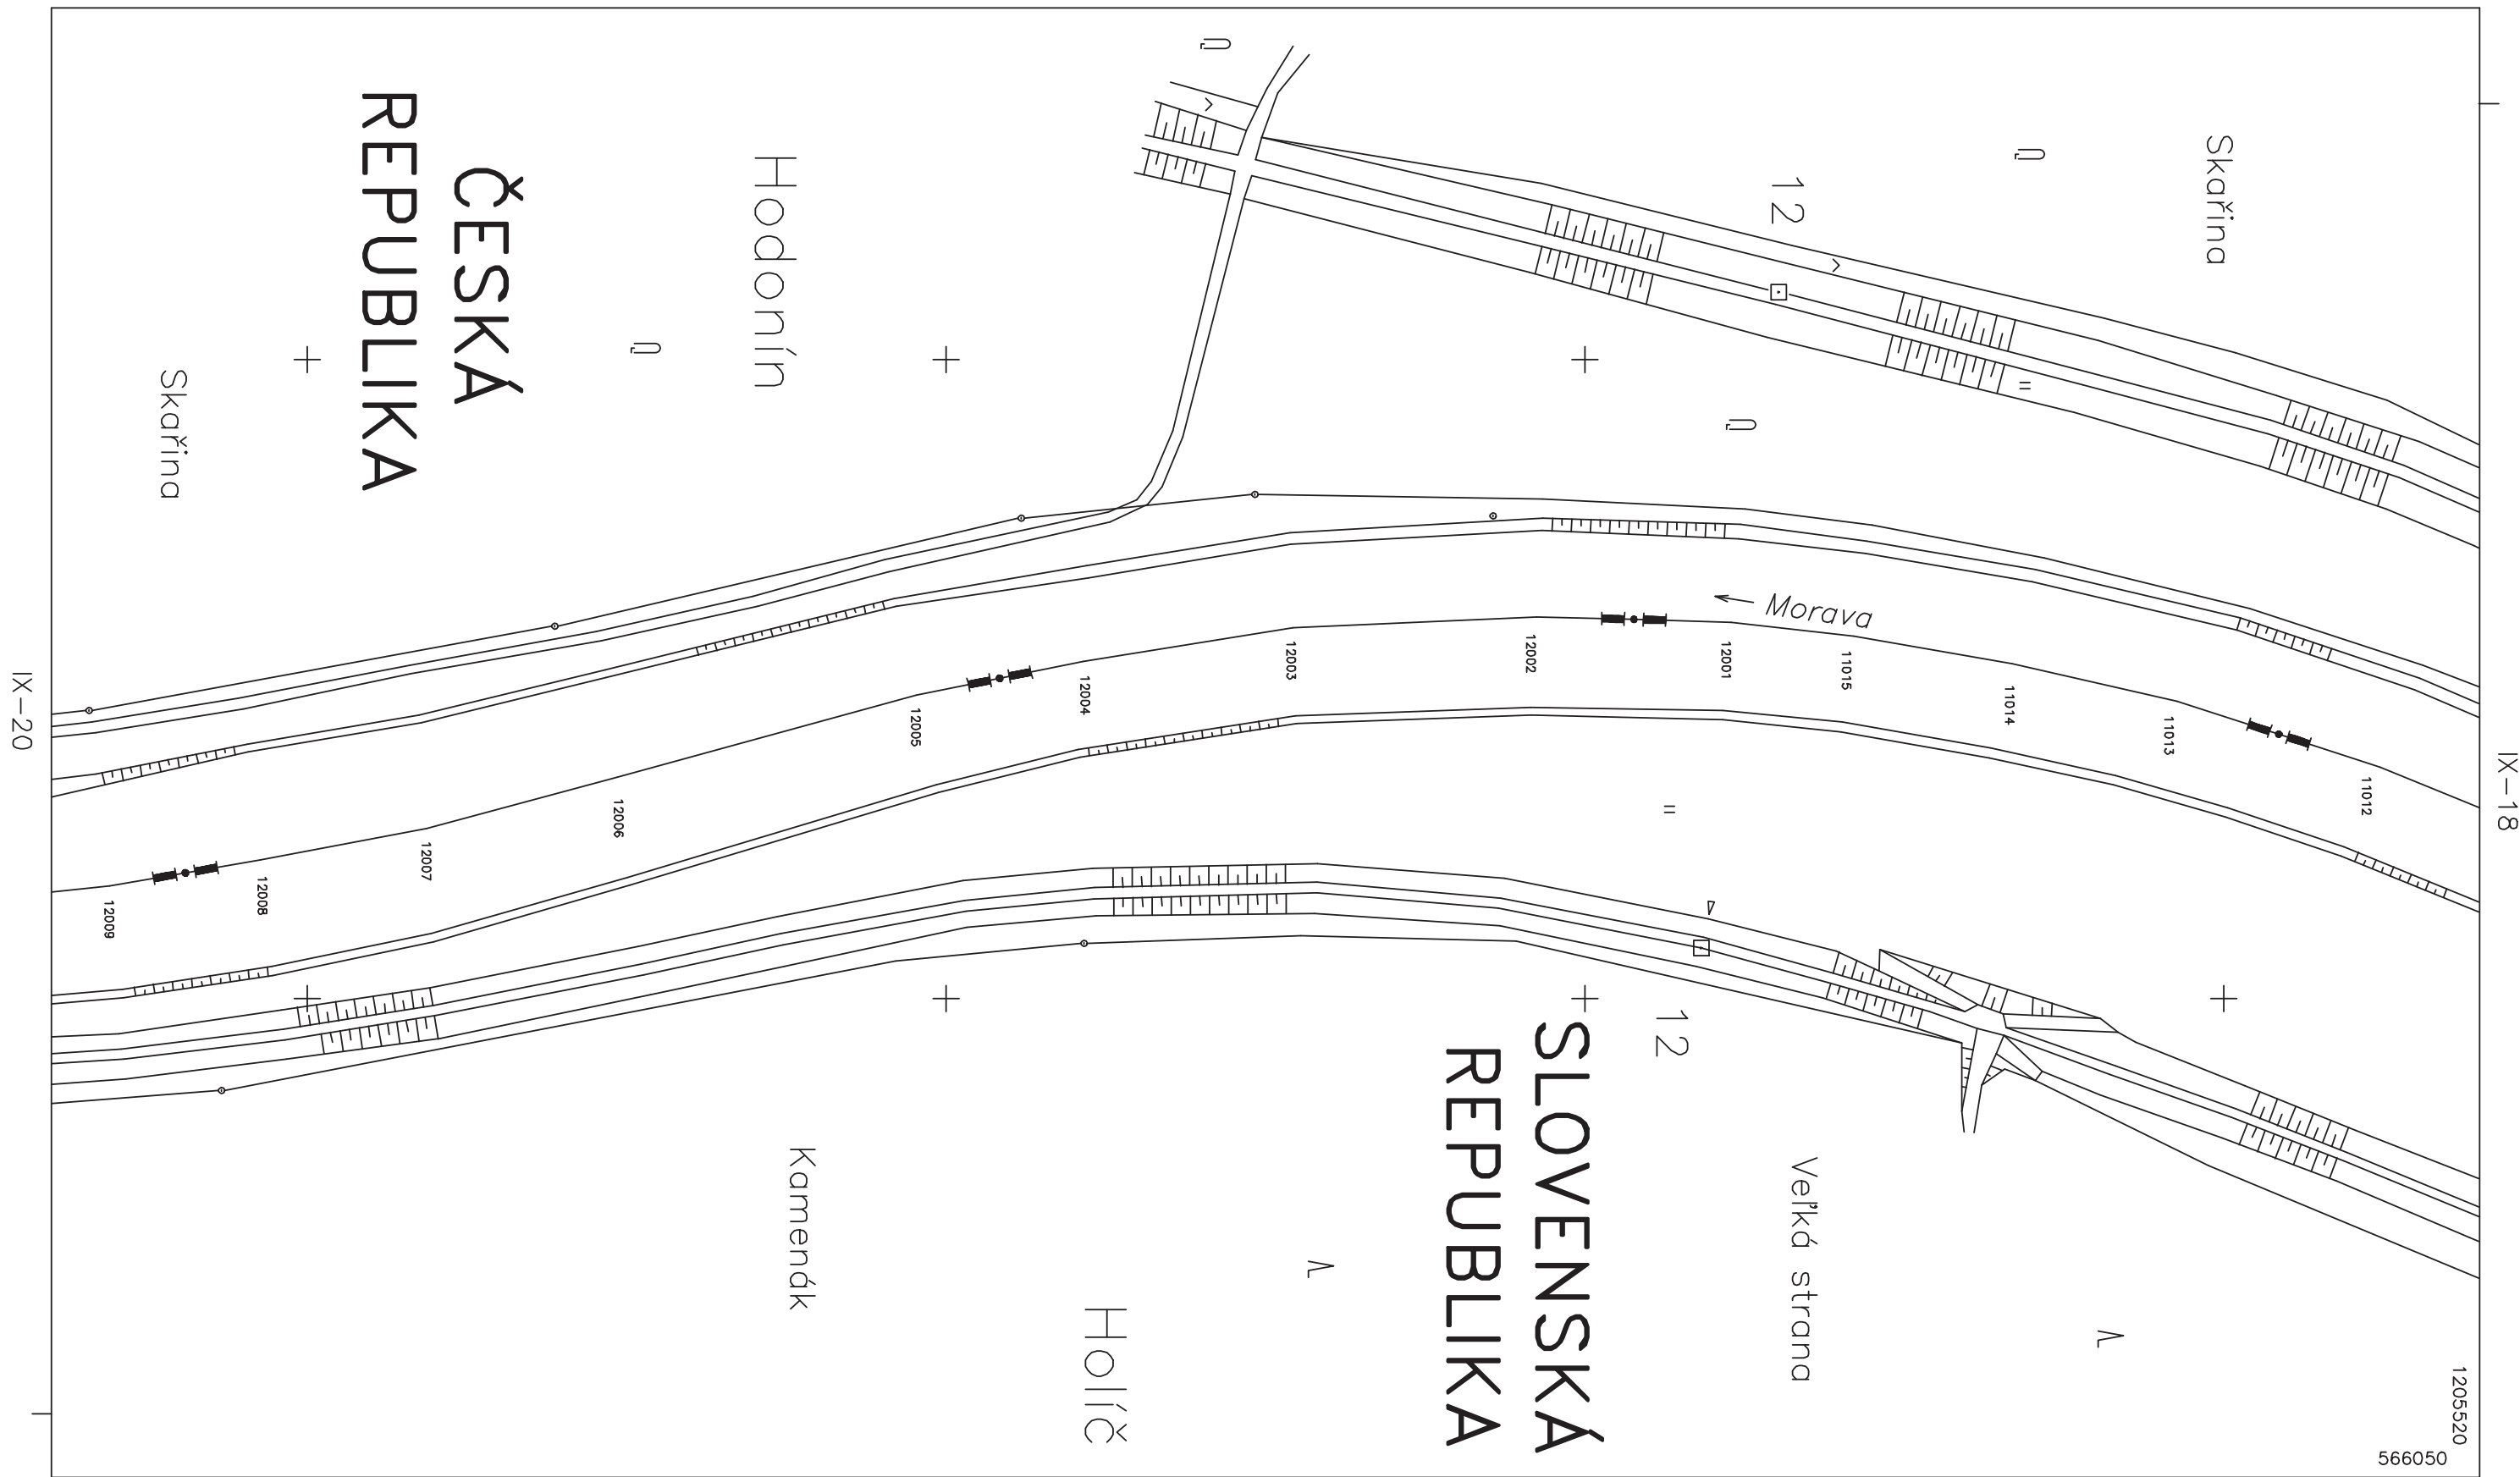 IX-18
Skařina
12
ČESKÁ
REPUBLIKA
Hodonín
Skařina
Morava
11012
11013
11014
11015
12001
12002
12003
12004
12005
12006
12007
12008
12009
12
SLOVENSKÁ
REPUBLIKA
Veľká strana
Kamenák
Holíč
1205520
566050
IX-20